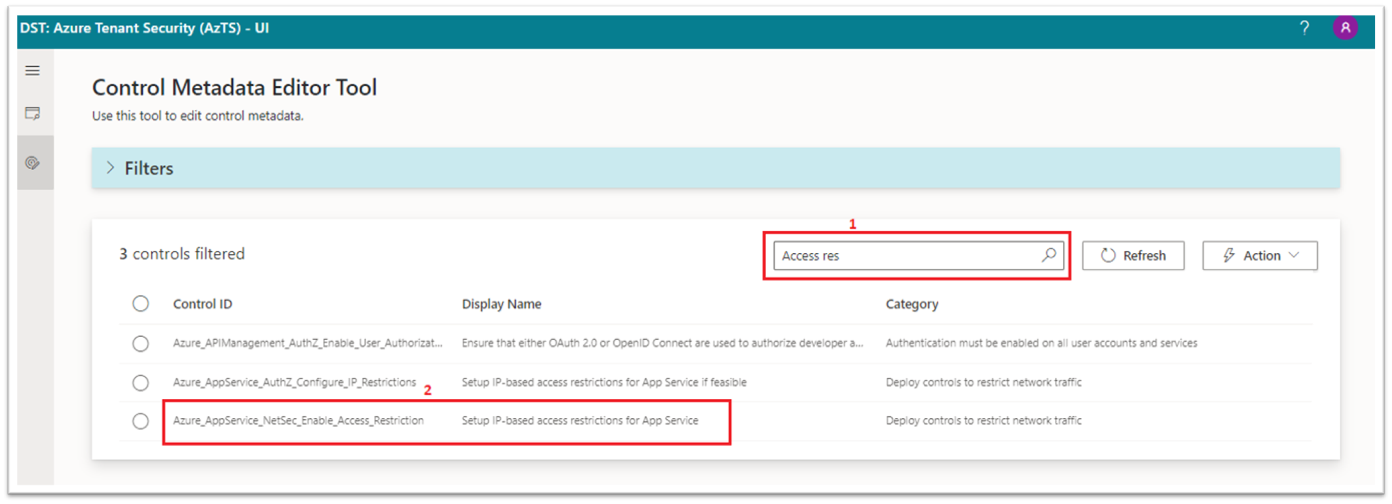 DST: Azure Tenant Security (AzTS) - UI ? R
Control Metadata Editor Tool
Use this tool to edit control metadata.
Filters
1
3 controls filtered Access res Refresh Action
Control ID Display Name Category
Azure_APIManagement_AuthZ_Enable_User_Authorizat... Ensure that either OAuth 2.0 or OpenID Connect are used to authorize developer a... Authentication must be enabled on all user accounts and services
Azure_AppService_AuthZ_Configure_IP_Restrictions Setup IP-based access restrictions for App Service if feasible Deploy controls to restrict network traffic
2
Azure_AppService_NetSec_Enable_Access_Restriction Setup IP-based access restrictions for App Service Deploy controls to restrict network traffic